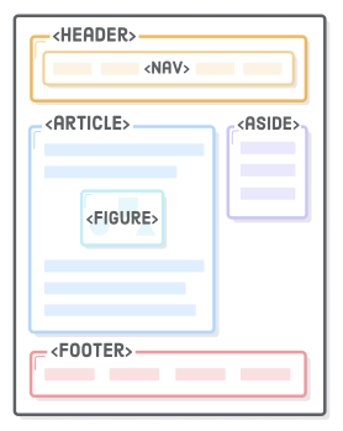 <HEADER>
<NAV>
<ARTICLE>
<ASIDE>
<FIGURE>
<FOOTER>